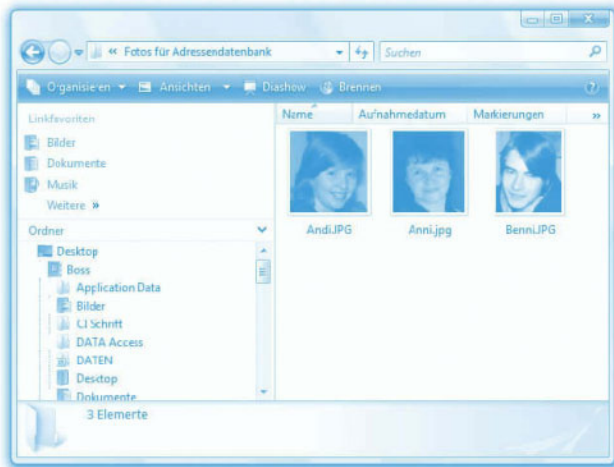 Fotos für Adressendatenbank
Suchen
Organisieren Ansichten Diashow Brennen
Name Aufnahmedatum Markierungen
Linkfavoriten
Bilder
Dokumente
Musik
Weitere »
Ordner
Desktop
Boss
Application Data
Bilder
CI Schrift
DATA Access
DATEN
Desktop
Dokumente
Andi.JPG Anni.jpg Benni.JPG
3 Elemente